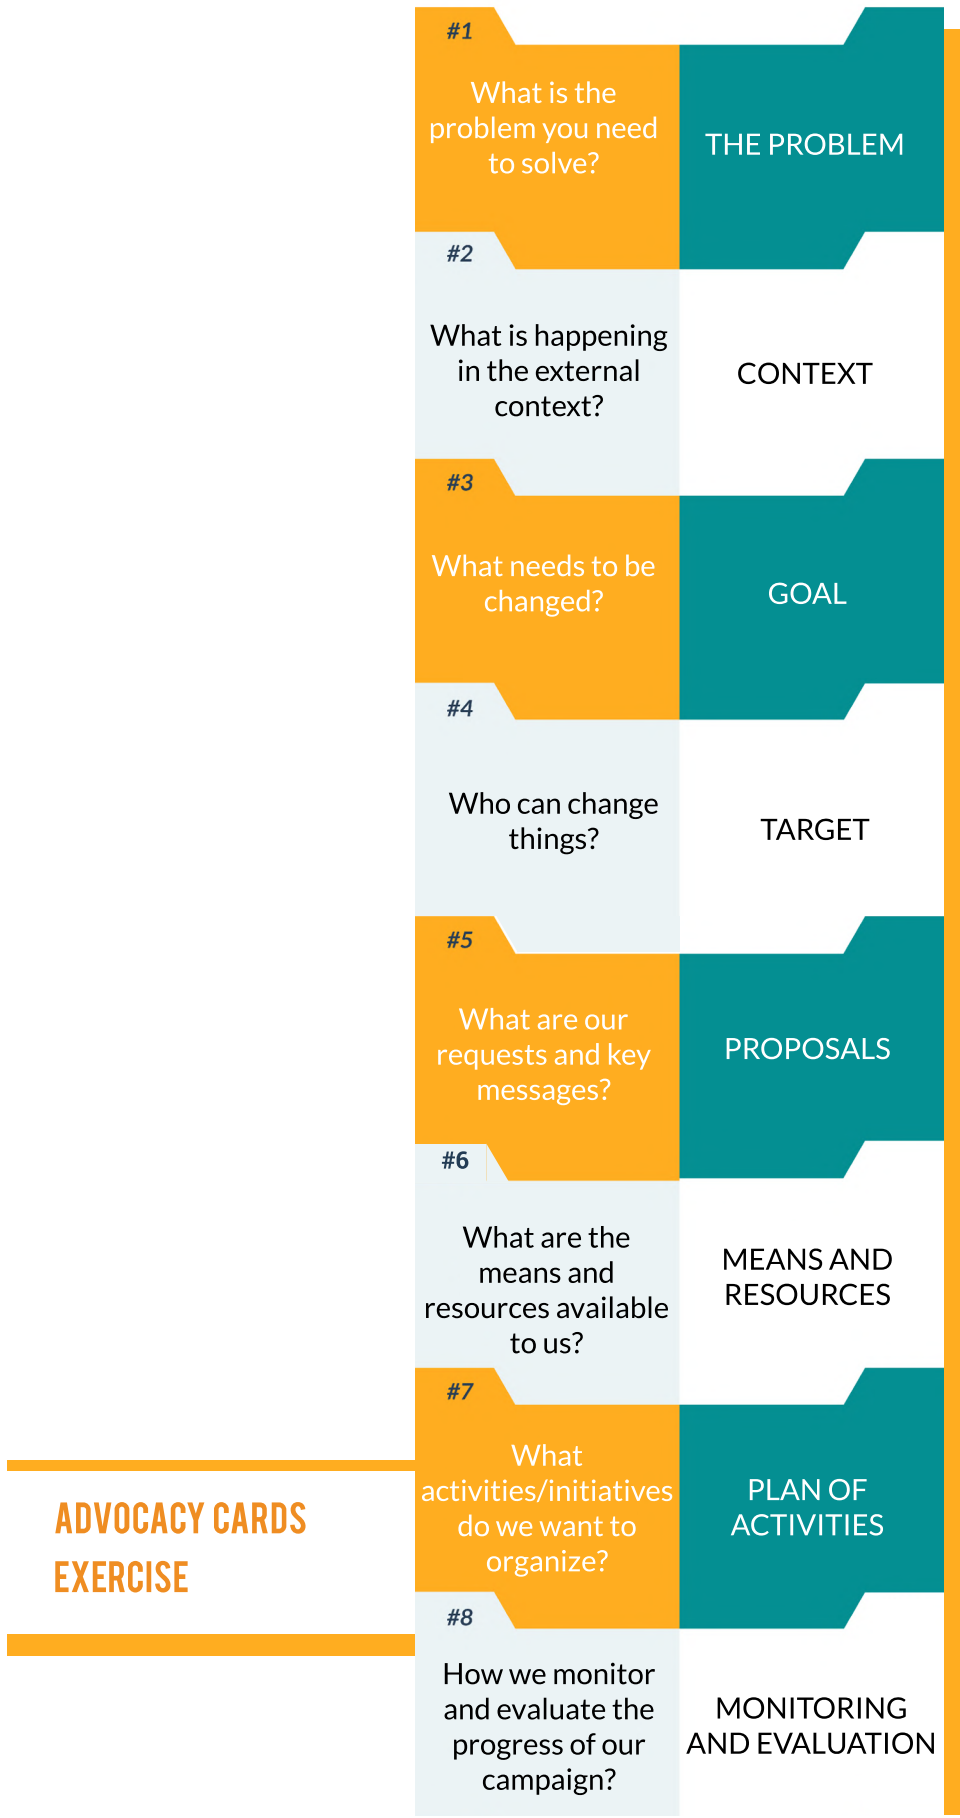 #1
What is the
problem you need
to solve?
THE PROBLEM
#2
What is happening
in the external
context?
CONTEXT
#3
What needs to be
changed?
GOAL
#4
Who can change
things?
TARGET
#5
What are our
requests and key
messages?
PROPOSALS
#6
What are the
means and
resources available
to us?
MEANS AND
RESOURCES
#7
What
activities/initiatives
do we want to
organize?
PLAN OF
ACTIVITIES
ADVOCACY CARDS
EXERCISE
#8
How we monitor
and evaluate the
progress of our
campaign?
MONITORING
AND EVALUATION